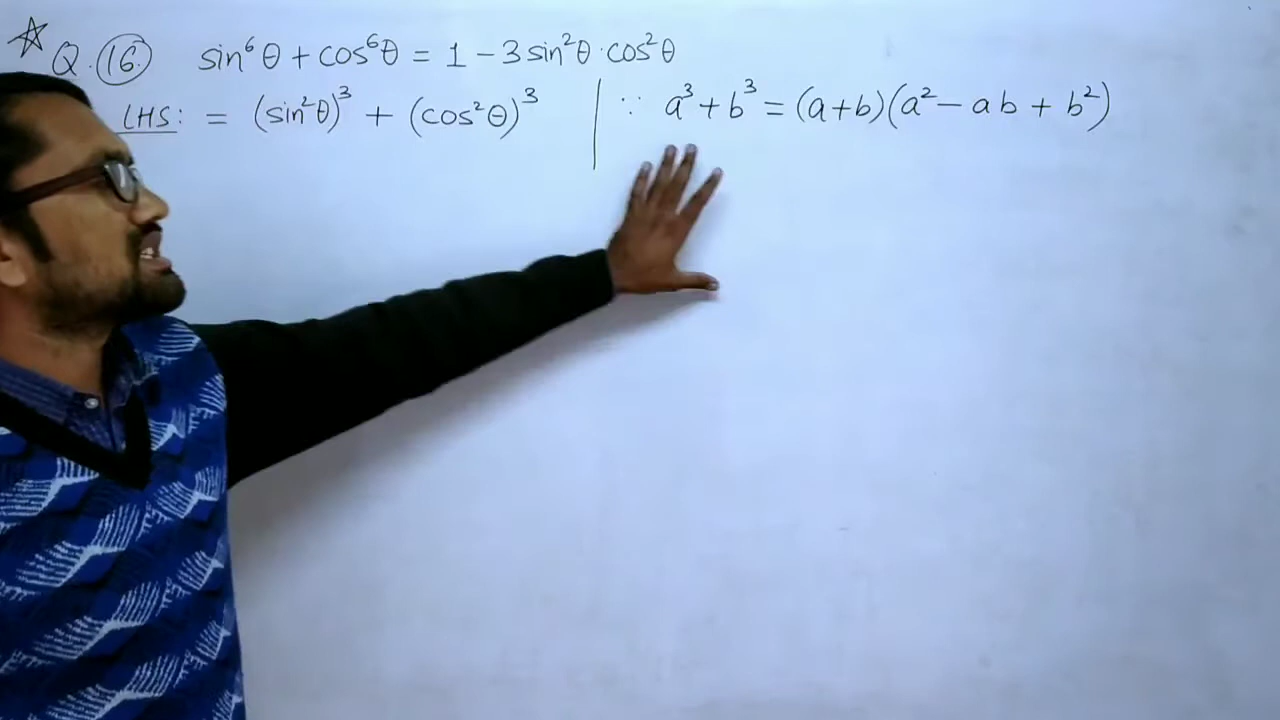 ☆ Q. 16. sin⁶θ + cos⁶θ = 1 – 3 sin²θ · cos²θ
LHS: = (sin²θ)³ + (cos²θ)³ | ∵ a³ + b³ = (a+b)(a² – ab + b²)